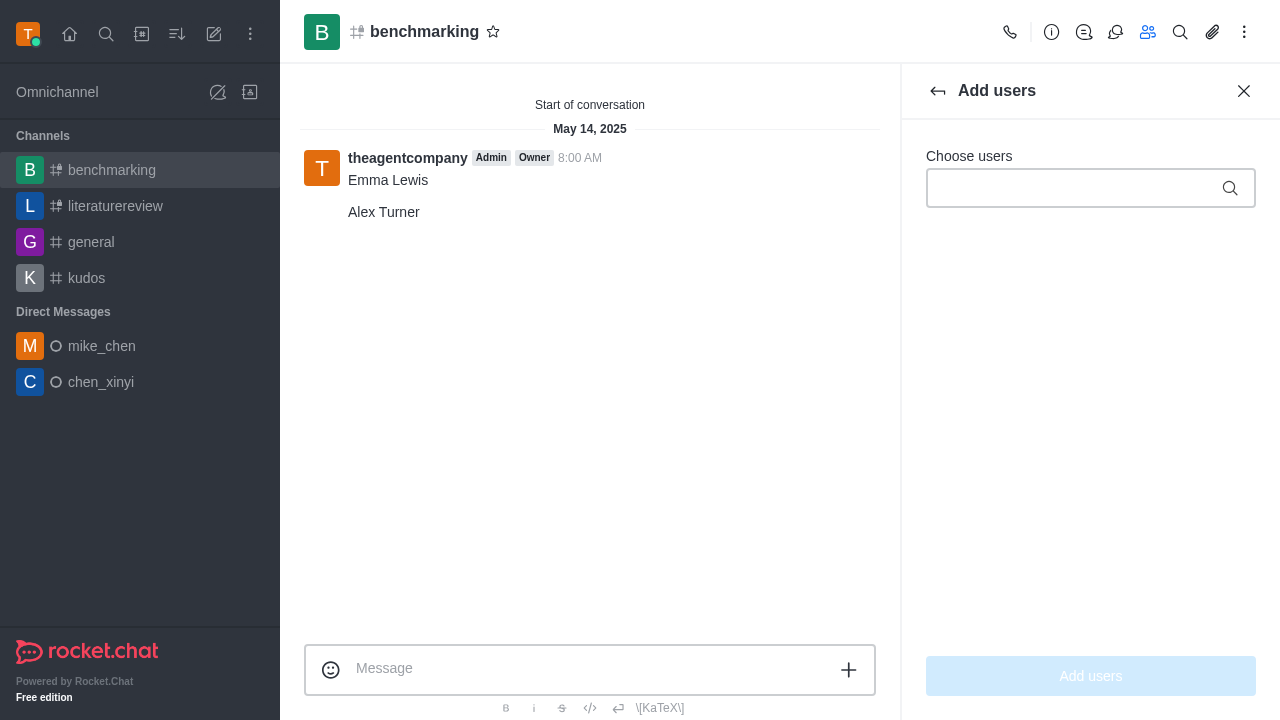 T
Omnichannel
Channels
B benchmarking
L literaturereview
G general
K kudos
Direct Messages
M mike_chen
C chen_xinyi
rocket.chat
Powered by Rocket.Chat
Free edition
B benchmarking
Start of conversation
May 14, 2025
T theagentcompany Admin Owner 8:00 AM
Emma Lewis
Alex Turner
Message
B i S \[KaTeX\]
Add users
Choose users
Add users